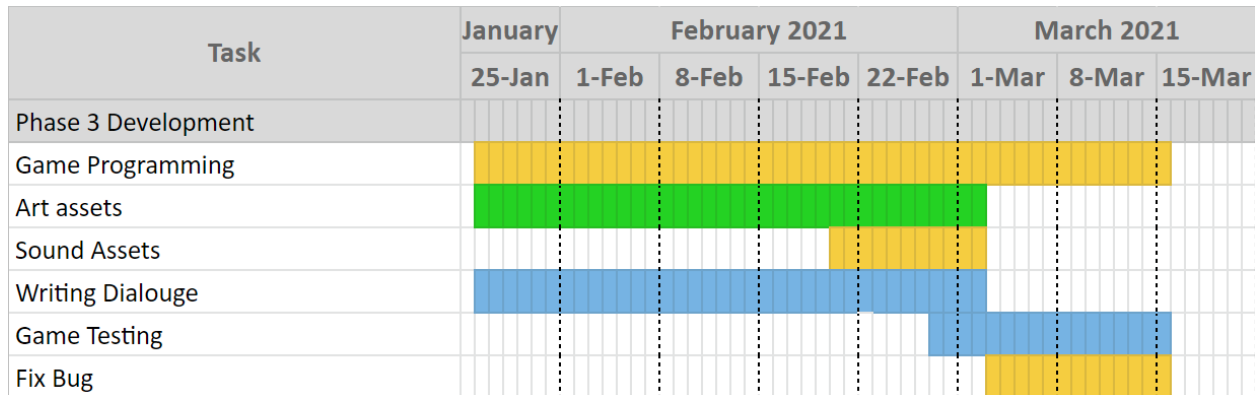 Task
January
February 2021
March 2021
25-Jan
1-Feb
8-Feb
15-Feb
22-Feb
1-Mar
8-Mar
15-Mar
Phase 3 Development
Game Programming
Art assets
Sound Assets
Writing Dialouge
Game Testing
Fix Bug